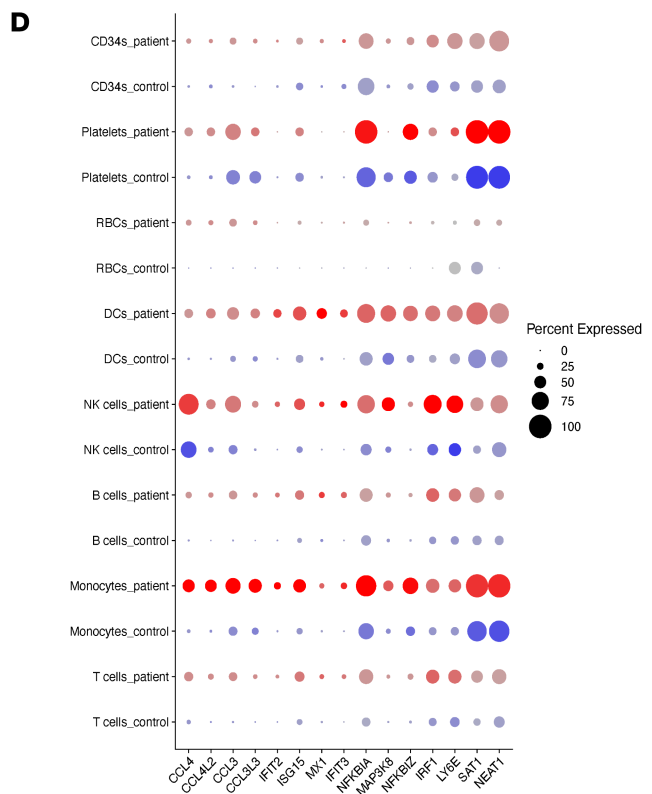 D
CD34s_patient
CD34s_control
Platelets_patient
Platelets_control
RBCs_patient
RBCs_control
DCs_patient
DCs_control
NK cells_patient
NK cells_control
B cells_patient
B cells_control
Monocytes_patient
Monocytes_control
T cells_patient
T cells_control
Percent Expressed
0
25
50
75
100
CCL4
CCL4L2
CCL3
CCL3L3
IFIT2
ISG15
MX1
IFIT3
NFKBIA
MAP3K8
NFKBIZ
IRF1
LY6E
SAT1
NEAT1